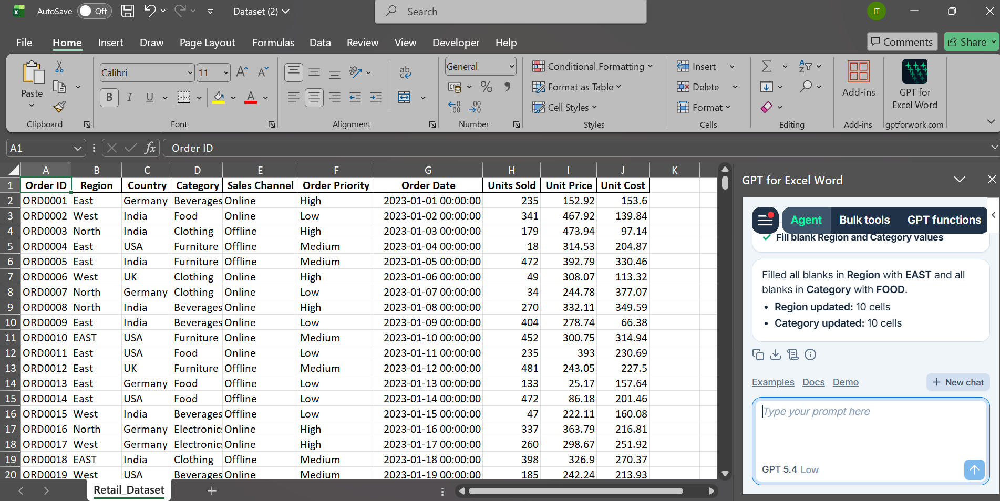 AutoSave Off Dataset (2) Search IT
File Home Insert Draw Page Layout Formulas Data Review View Developer Help Comments Share
Paste
Clipboard
Calibri 11
B I U
Font
ab
Alignment
General
% 
Number
Conditional Formatting
Format as Table
Cell Styles
Styles
Insert
Delete
Format
Cells
Editing
Add-ins
Add-ins
GPT for
Excel Word
gptforwork.com
A1 fx Order ID
A B C D E F G H I J K
1 Order ID Region Country Category Sales Channel Order Priority Order Date Units Sold Unit Price Unit Cost
2 ORD0001 East Germany Beverages Online High 2023-01-01 00:00:00 235 152.92 153.6
3 ORD0002 West India Food Online Low 2023-01-02 00:00:00 341 467.92 139.84
4 ORD0003 North India Clothing Offline High 2023-01-03 00:00:00 179 473.94 97.14
5 ORD0004 East USA Furniture Offline Medium 2023-01-04 00:00:00 18 314.53 204.87
6 ORD0005 East India Furniture Offline Medium 2023-01-05 00:00:00 472 392.79 330.46
7 ORD0006 West UK Clothing Online High 2023-01-06 00:00:00 49 308.07 113.32
8 ORD0007 North Germany Clothing Online Low 2023-01-07 00:00:00 34 244.78 377.07
9 ORD0008 North India Beverages Online High 2023-01-08 00:00:00 270 332.11 349.59
10 ORD0009 East India Beverages Online Low 2023-01-09 00:00:00 404 278.74 66.38
11 ORD0010 EAST USA Furniture Online Medium 2023-01-10 00:00:00 452 300.75 314.94
12 ORD0011 East USA Food Online Low 2023-01-11 00:00:00 235 393 230.69
13 ORD0012 East UK Furniture Offline Medium 2023-01-12 00:00:00 481 243.05 227.5
14 ORD0013 East Germany Food Offline Low 2023-01-13 00:00:00 133 25.17 157.64
15 ORD0014 East USA Food Offline Low 2023-01-14 00:00:00 472 86.18 201.46
16 ORD0015 West India Beverages Offline Low 2023-01-15 00:00:00 47 222.11 160.08
17 ORD0016 North Germany Electronic Online High 2023-01-16 00:00:00 337 363.79 216.81
18 ORD0017 West Germany Electronic Online High 2023-01-17 00:00:00 260 298.67 251.92
19 ORD0018 EAST India Clothing Offline Medium 2023-01-18 00:00:00 398 326.9 270.37
20 ORD0019 West USA Beverages Online Medium 2023-01-19 00:00:00 185 242.24 213.93
Retail_Dataset
GPT for Excel Word
Agent Bulk tools GPT functions
Fill blank Region and Category values
Filled all blanks in Region with EAST and all
blanks in Category with FOOD.
• Region updated: 10 cells
• Category updated: 10 cells
Examples Docs Demo + New chat
Type your prompt here
GPT 5.4 Low